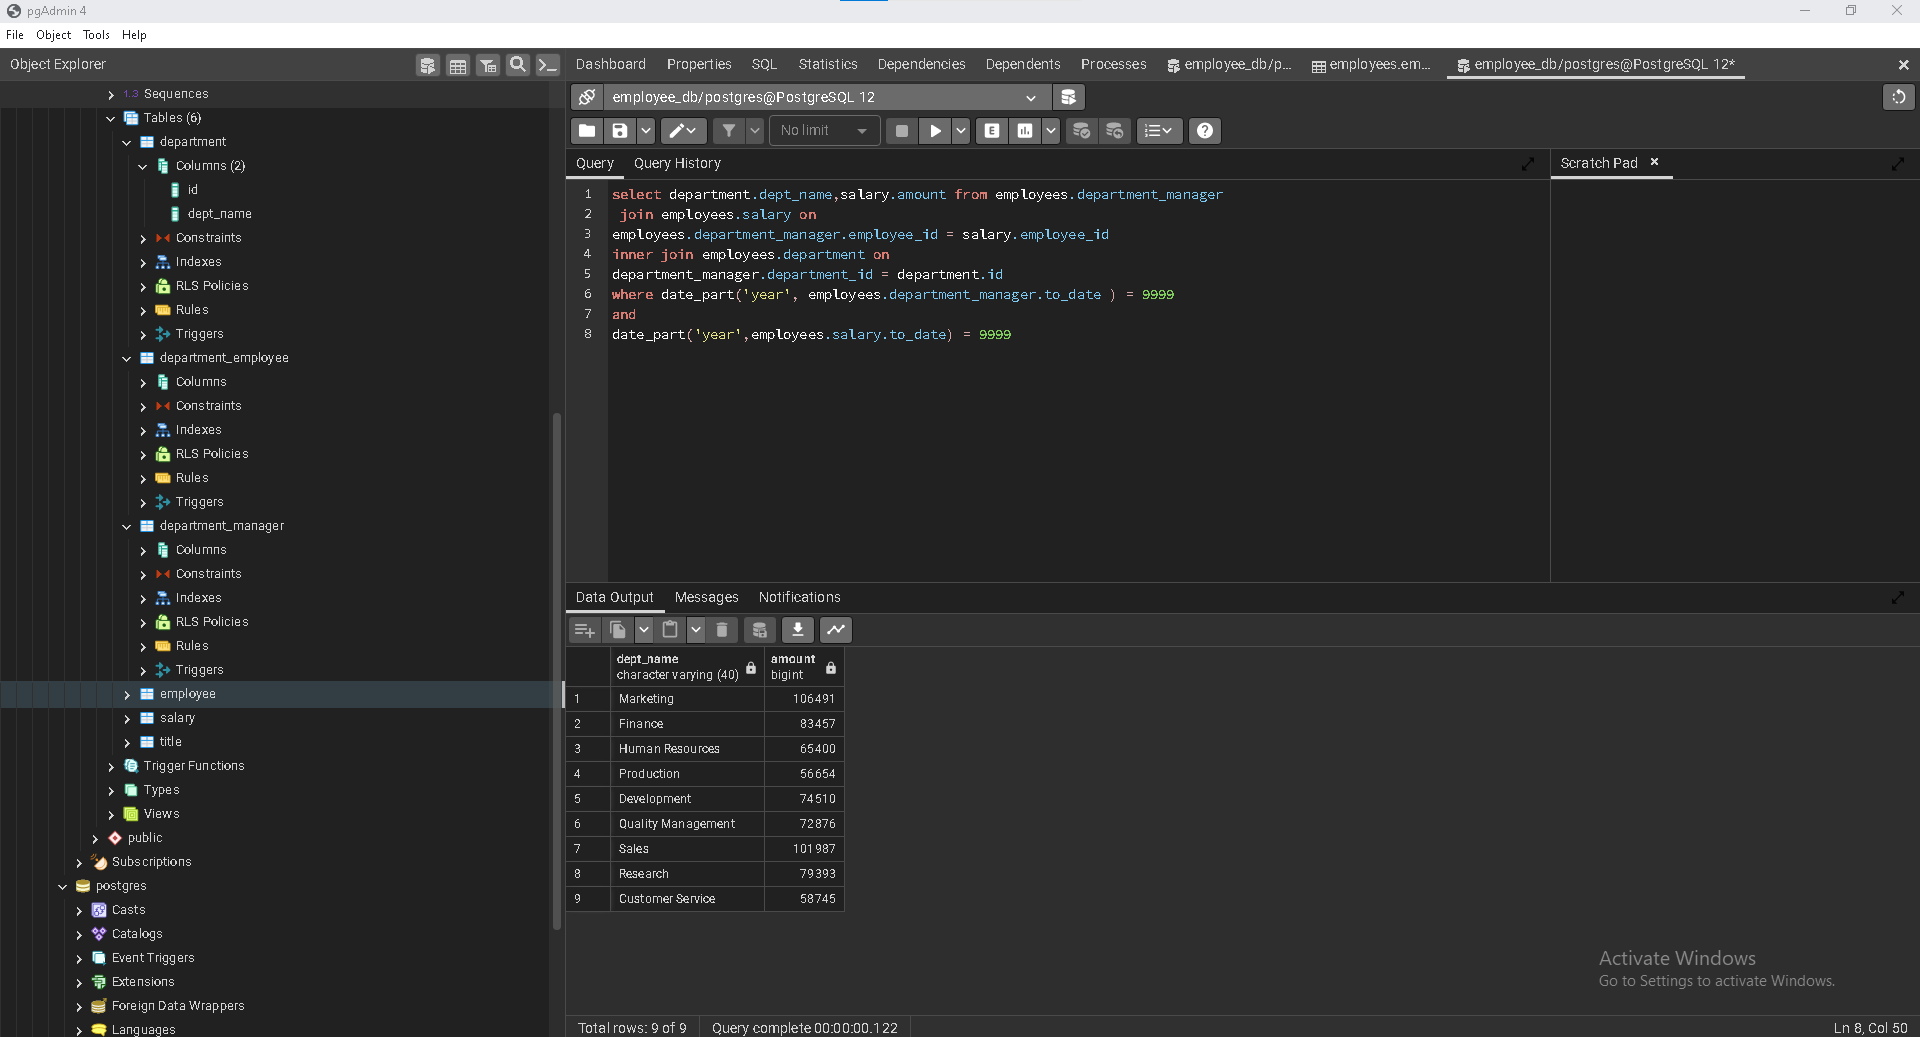 pgAdmin 4
File Object Tools Help
Object Explorer
Dashboard Properties SQL Statistics Dependencies Dependents Processes employee_db/p... employees.em... employee_db/postgres@PostgreSQL 12*
1.3 Sequences
Tables (6)
department
Columns (2)
id
dept_name
Constraints
Indexes
RLS Policies
Rules
Triggers
department_employee
Columns
Constraints
Indexes
RLS Policies
Rules
Triggers
department_manager
Columns
Constraints
Indexes
RLS Policies
Rules
Triggers
employee
salary
title
Trigger Functions
Types
Views
public
Subscriptions
postgres
Casts
Catalogs
Event Triggers
Extensions
Foreign Data Wrappers
Languages
employee_db/postgres@PostgreSQL 12
No limit
E
Query Query History
Scratch Pad
1 select department.dept_name,salary.amount from employees.department_manager
2 join employees.salary on
3 employees.department_manager.employee_id = salary.employee_id
4 inner join employees.department on
5 department_manager.department_id = department.id
6 where date_part('year', employees.department_manager.to_date ) = 9999
7 and
8 date_part('year',employees.salary.to_date) = 9999
Data Output Messages Notifications
dept_name amount
character varying (40) bigint
1 Marketing 106491
2 Finance 83457
3 Human Resources 65400
4 Production 56654
5 Development 74510
6 Quality Management 72876
7 Sales 101987
8 Research 79393
9 Customer Service 58745
Activate Windows
Go to Settings to activate Windows.
Total rows: 9 of 9 Query complete 00:00:00.122 Ln 8, Col 50